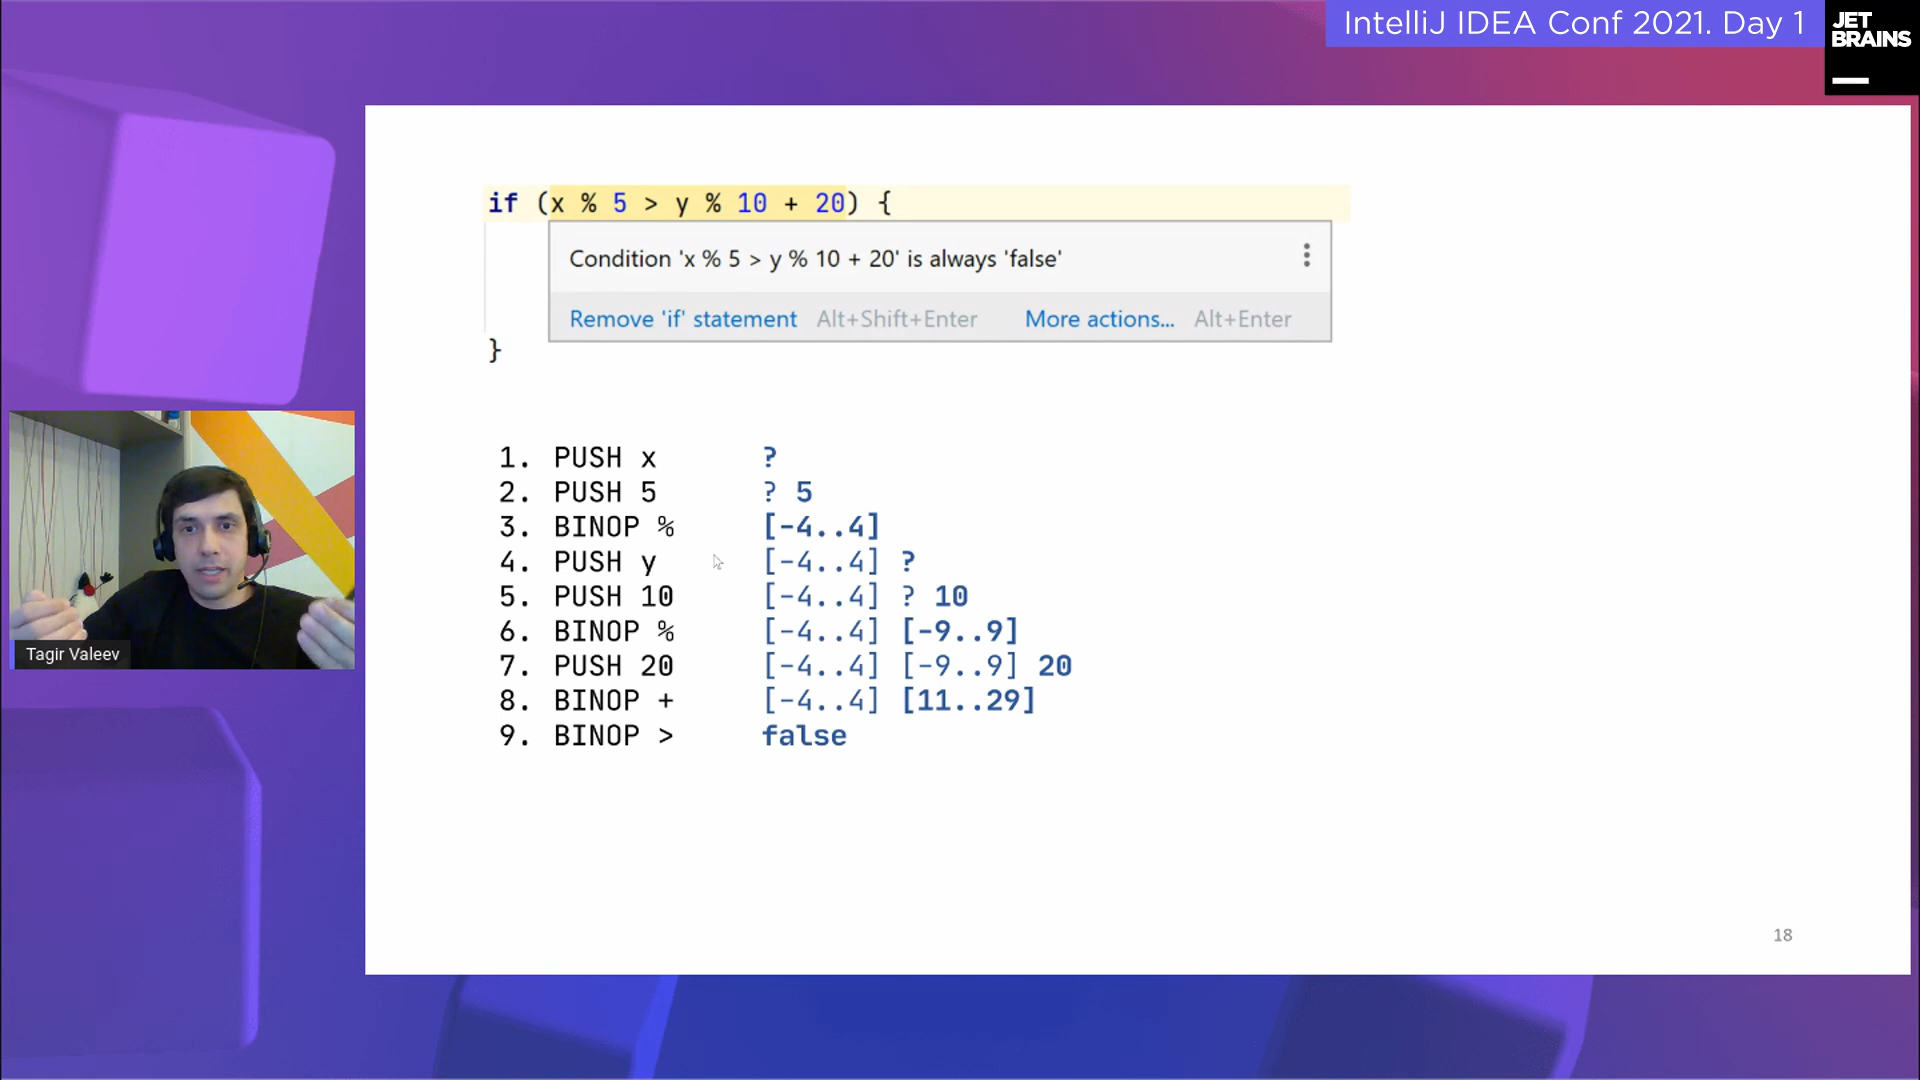 IntelliJ IDEA Conf 2021. Day 1
JET
BRAINS
if (x % 5 > y % 10 + 20) {
Condition 'x % 5 > y % 10 + 20' is always 'false'
Remove 'if' statement Alt+Shift+Enter More actions... Alt+Enter
}
1. PUSH x ?
2. PUSH 5 ? 5
3. BINOP % [-4..4]
4. PUSH y [-4..4] ?
5. PUSH 10 [-4..4] ? 10
6. BINOP % [-4..4] [-9..9]
7. PUSH 20 [-4..4] [-9..9] 20
8. BINOP + [-4..4] [11..29]
9. BINOP > false
Tagir Valeev
18